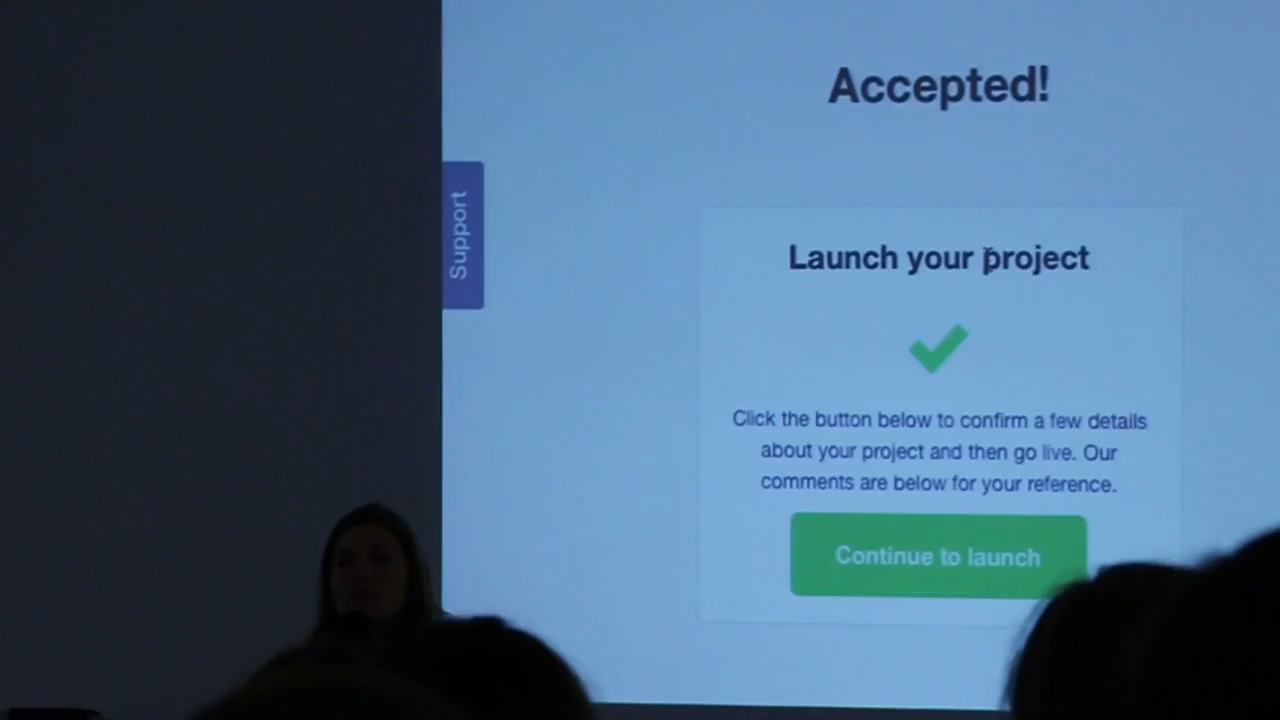 Accepted!
Support
Launch your project
Click the button below to confirm a few details
about your project and then go live. Our
comments are below for your reference.
Continue to launch